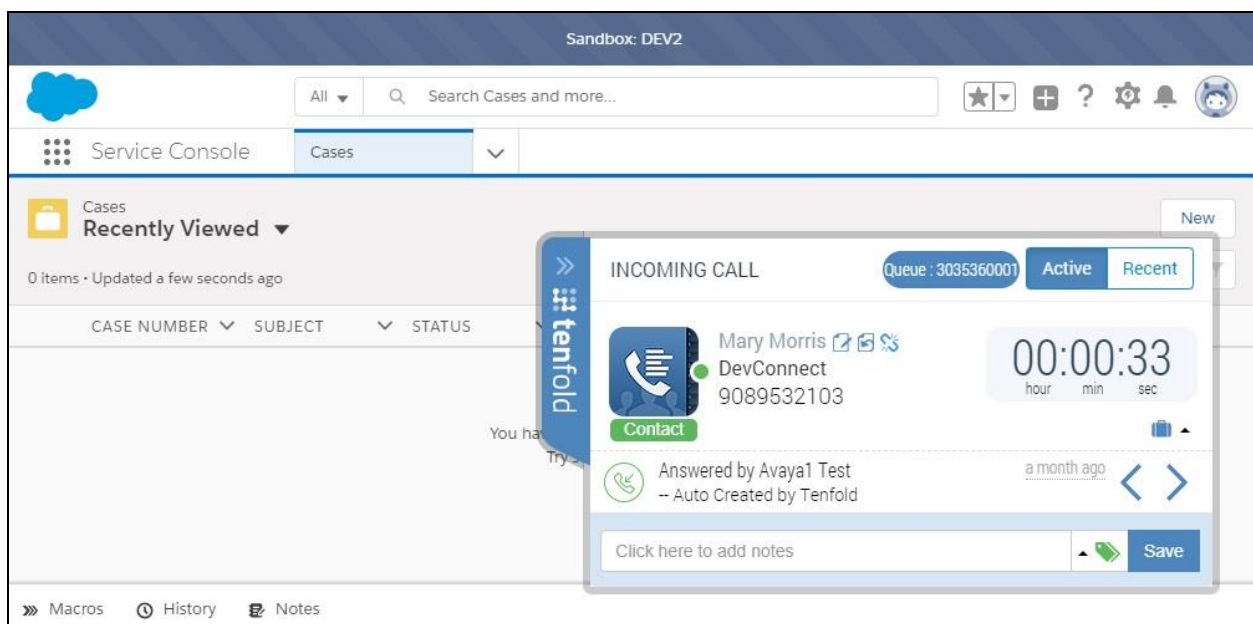 Sandbox: DEV2
All
Search Cases and more...
Service Console
Cases
Cases
Recently Viewed
New
0 items • Updated a few seconds ago
CASE NUMBER SUBJECT STATUS
You ha
Try
tenfold
INCOMING CALL
Queue : 3035360001
Active
Recent
Mary Morris
DevConnect
9089532103
Contact
00:00:33
hour min sec
Answered by Avaya1 Test
-- Auto Created by Tenfold
a month ago
Click here to add notes
Save
Macros History Notes